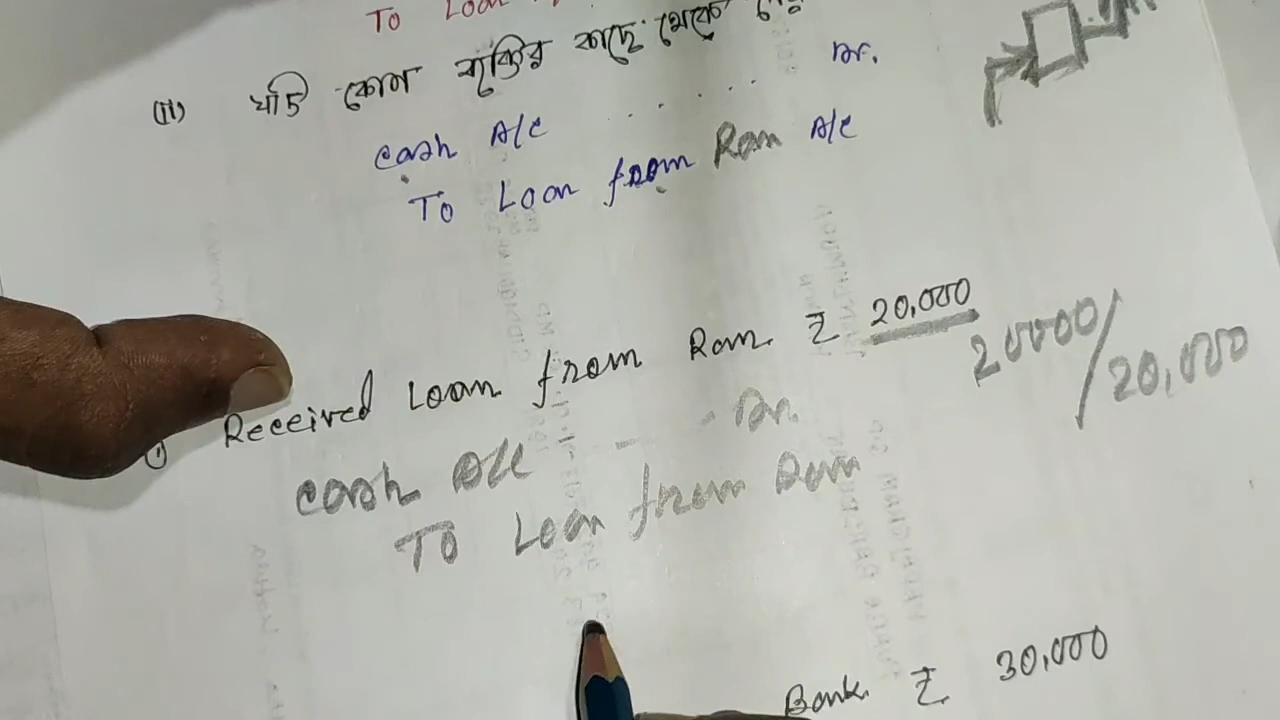 To Loan
(II) যদি কোন ব্যক্তির কাছে থেকে
Cash A/c ........ Dr.
To Loan from Ram A/c
Received Loan from Ram ₹ 20,000
20000/20,000
Cash A/c - Dr.
To Loan from Ram
Bank ₹ 30,000